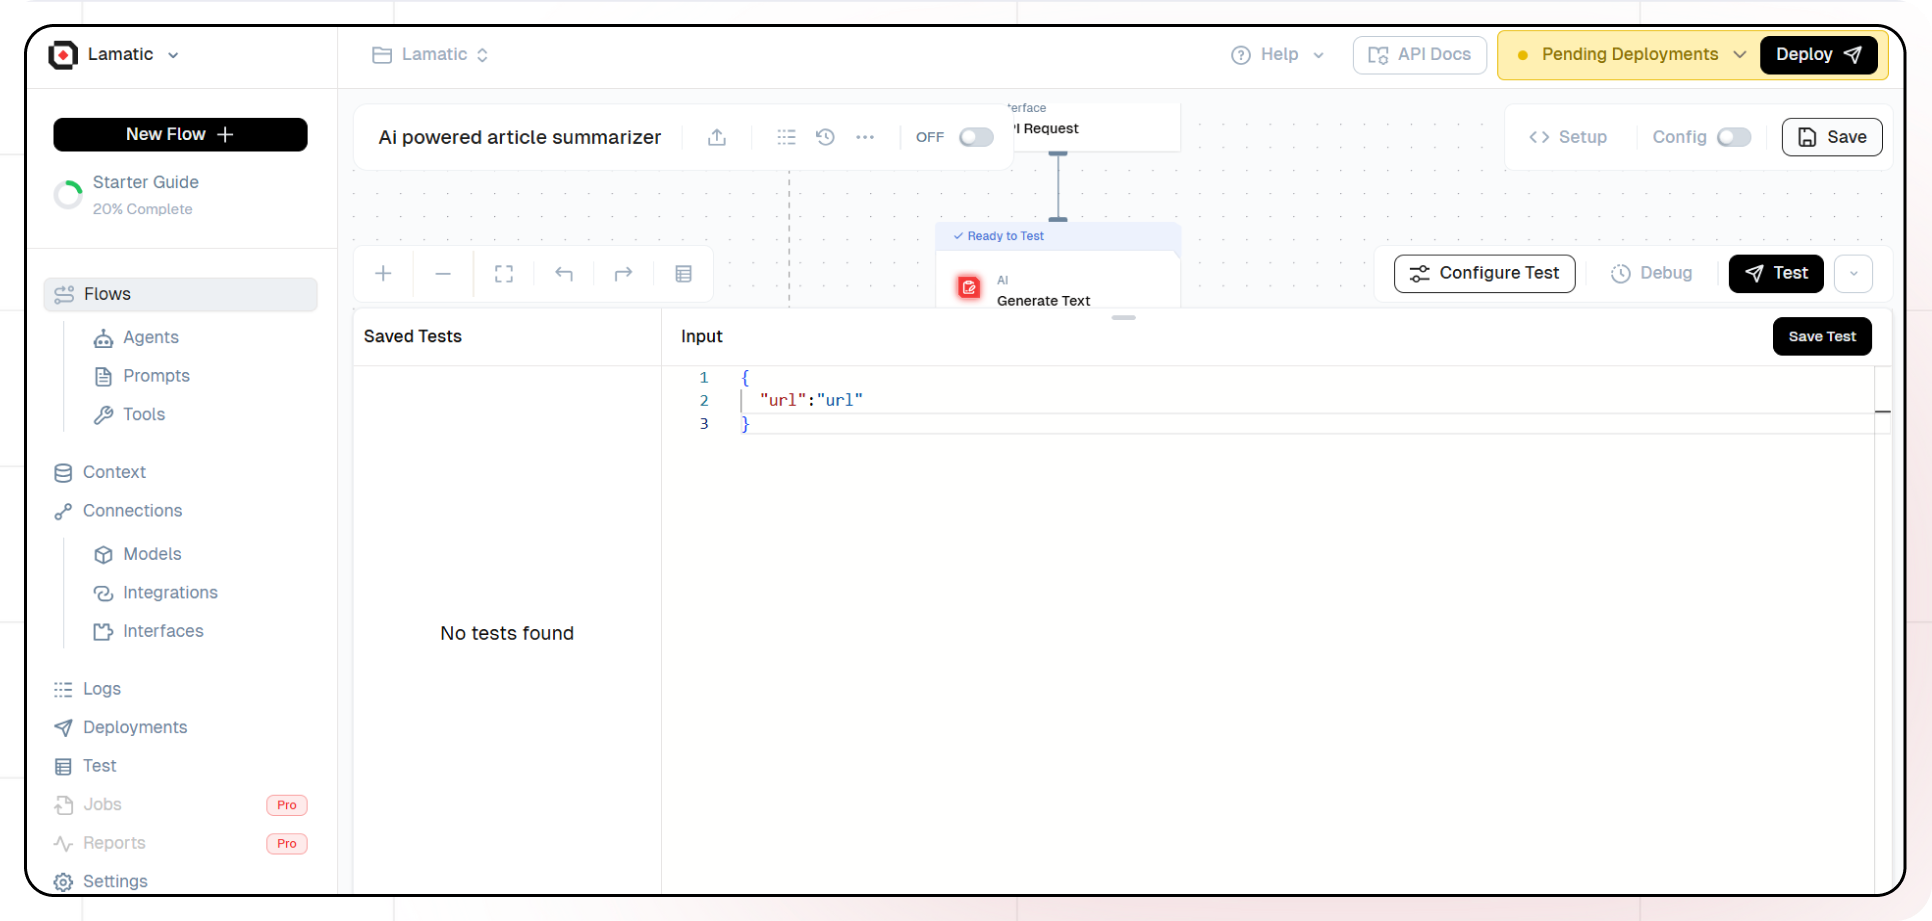 Lamatic
Lamatic
Help
API Docs
Pending Deployments
Deploy
New Flow
Starter Guide
20% Complete
Ai powered article summarizer
OFF
terface
PI Request
Setup
Config
Save
Ready to Test
AI
Generate Text
Configure Test
Debug
Test
Flows
Agents
Prompts
Tools
Context
Connections
Models
Integrations
Interfaces
Logs
Deployments
Test
Jobs Pro
Reports Pro
Settings
Saved Tests
No tests found
Input
Save Test
1 {
2 "url":"url"
3 }